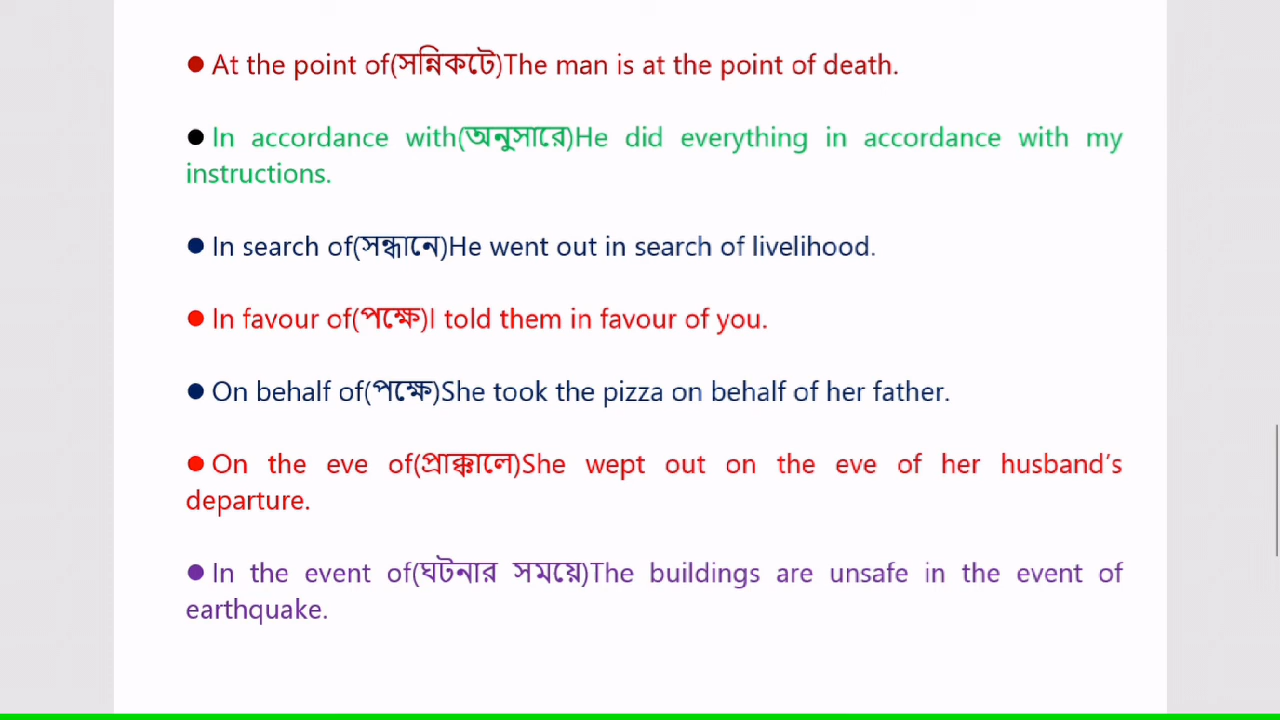 ● At the point of(সন্নিকটে)The man is at the point of death.
● In accordance with(অনুসারে)He did everything in accordance with my
instructions.
● In search of(সন্ধানে)He went out in search of livelihood.
● In favour of(পক্ষে)I told them in favour of you.
● On behalf of(পক্ষে)She took the pizza on behalf of her father.
● On the eve of(প্রাক্কালে)She wept out on the eve of her husband’s
departure.
● In the event of(ঘটনার সময়ে)The buildings are unsafe in the event of
earthquake.